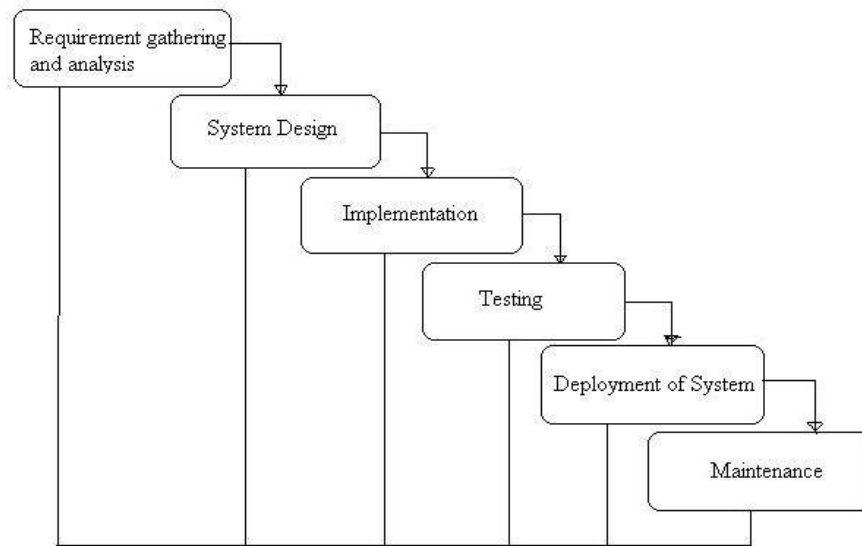 Requirement gathering
and analysis
System Design
Implementation
Testing
Deployment of System
Maintenance